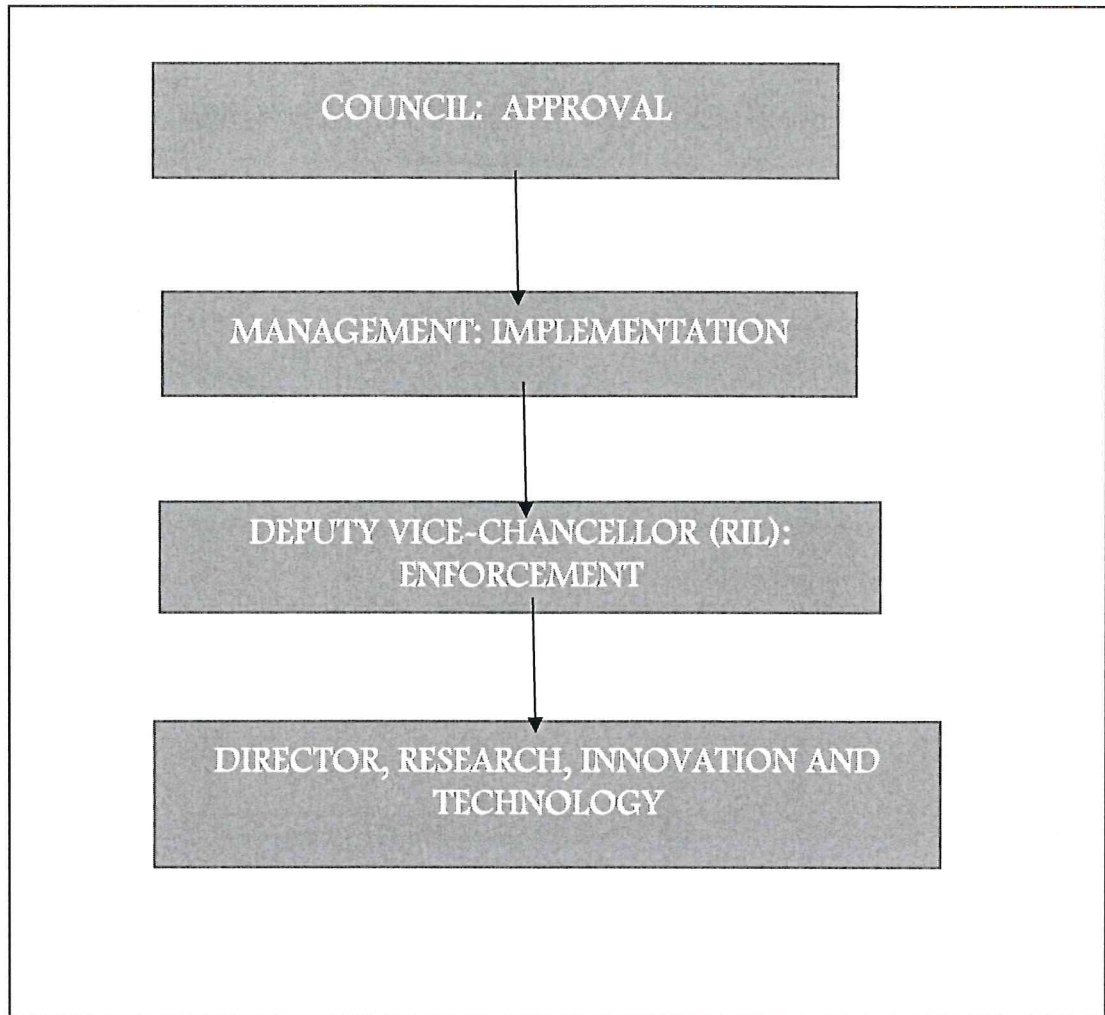 COUNCIL: APPROVAL
MANAGEMENT: IMPLEMENTATION
DEPUTY VICE-CHANCELLOR (RIL):
ENFORCEMENT
DIRECTOR, RESEARCH, INNOVATION AND
TECHNOLOGY